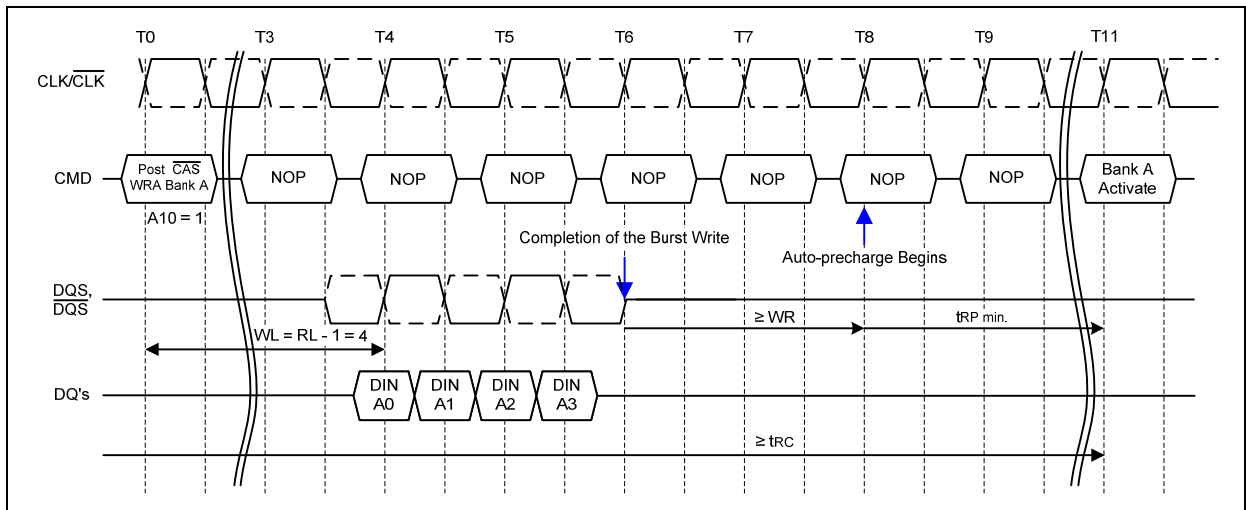 T0 T3 T4 T5 T6 T7 T8 T9 T11
CLK/CLK
CMD
Post CAS
WRA Bank A
NOP NOP NOP NOP NOP NOP NOP
Bank A
Activate
A10 = 1
Completion of the Burst Write
Auto-precharge Begins
DQS,
DQS
≥ WR
tRP min.
WL = RL - 1 = 4
DQ's
DIN
A0
DIN
A1
DIN
A2
DIN
A3
≥ tRC